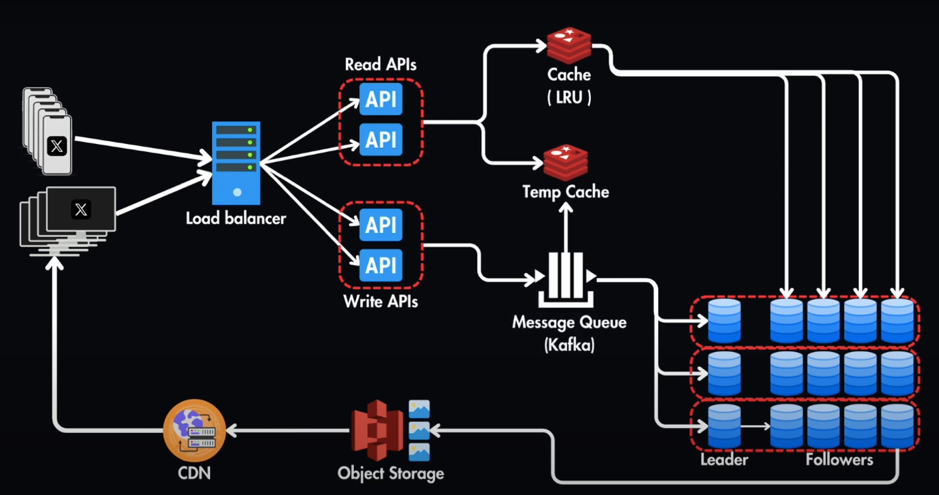 Read APIs
API
API
Cache
( LRU )
X
Temp Cache
Load balancer
X
API
API
Write APIs
Message Queue
(Kafka)
Leader
Followers
CDN
Object Storage